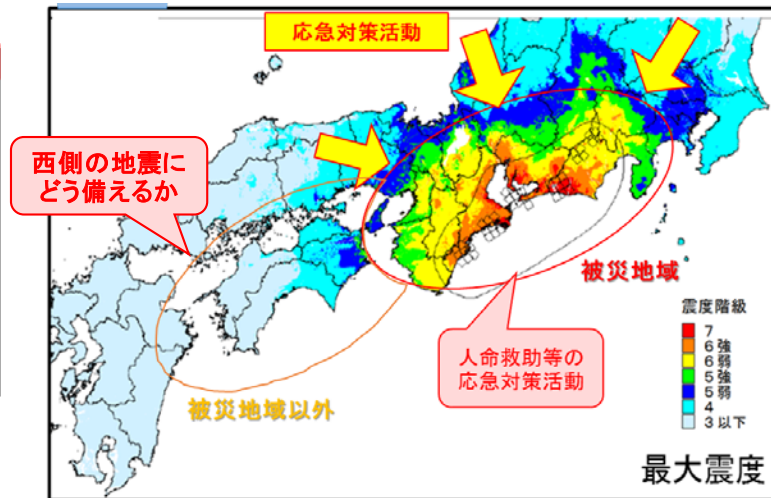 応急対策活動
西側の地震に
どう備えるか
被災地域
人命救助等の
応急対策活動
被災地域以外
震度階級
7
6強
6弱
5強
5弱
4
3以下
最大震度